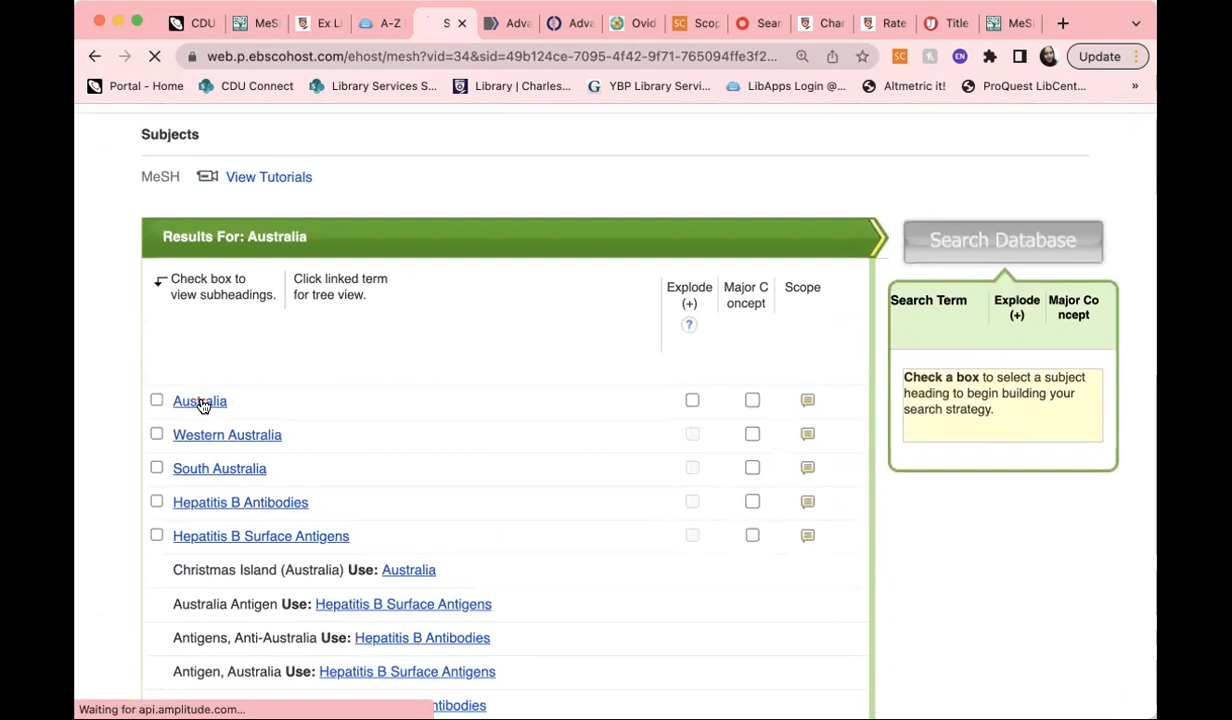 CDU MeSH Ex Li A-Z S Adva Adva Ovid Scop Sear Char Rate Title MeSH
web.p.ebscohost.com/ehost/mesh?vid=34&sid=49b124ce-7095-4f42-9f71-765094ffe3f2... SC EN Update
Portal - Home CDU Connect Library Services S... Library | Charles... YBP Library Servi... LibApps Login @... Altmetric it! ProQuest LibCent... »
Subjects
MeSH View Tutorials
Results For: Australia
Search Database
Check box to
view subheadings.
Click linked term
for tree view.
Explode
(+)
?
Major C
oncept
Scope
Search Term
Explode
(+)
Major Co
ncept
Check a box to select a subject
heading to begin building your
search strategy.
Australia
Western Australia
South Australia
Hepatitis B Antibodies
Hepatitis B Surface Antigens
Christmas Island (Australia) Use: Australia
Australia Antigen Use: Hepatitis B Surface Antigens
Antigens, Anti-Australia Use: Hepatitis B Antibodies
Antigen, Australia Use: Hepatitis B Surface Antigens
ntibodies
Waiting for api.amplitude.com...